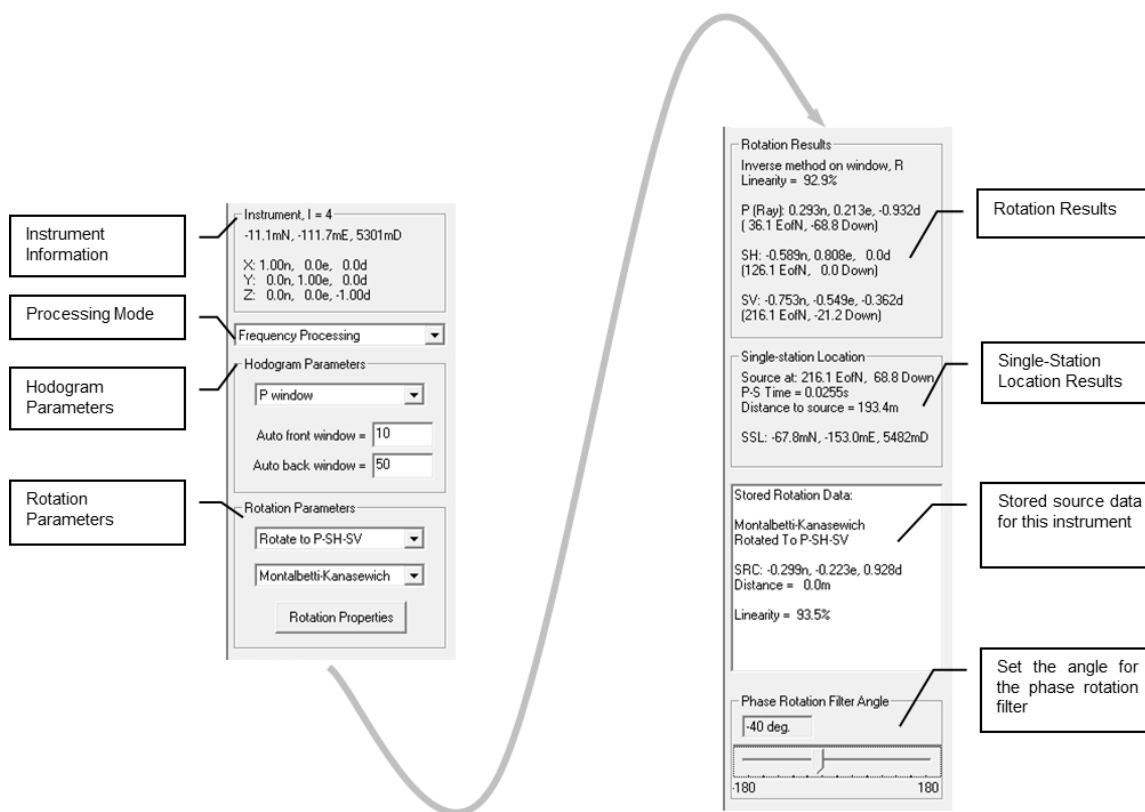 Instrument
Information
Processing Mode
Hodogram
Parameters
Rotation
Parameters
Instrument, I = 4
-11.1mN, -111.7mE, 5301mD
X: 1.00n, 0.0e, 0.0d
Y: 0.0n, 1.00e, 0.0d
Z: 0.0n, 0.0e, -1.00d
Frequency Processing
Hodogram Parameters
P window
Auto front window = 10
Auto back window = 50
Rotation Parameters
Rotate to P-SH-SV
Montalbetti-Kanasewich
Rotation Properties
Rotation Results
Inverse method on window, R
Linearity = 92.9%
P (Ray): 0.293n, 0.213e, -0.932d
( 36.1 EofN, -68.8 Down)
SH: -0.589n, 0.808e, 0.0d
(126.1 EofN, 0.0 Down)
SV: -0.753n, -0.549e, -0.362d
(216.1 EofN, -21.2 Down)
Single-station Location
Source at: 216.1 EofN, 68.8 Down
P-S Time = 0.0255s
Distance to source = 193.4m
SSL: -67.8mN, -153.0mE, 5482mD
Stored Rotation Data:
Montalbetti-Kanasewich
Rotated To P-SH-SV
SRC: -0.299n, -0.223e, 0.928d
Distance = 0.0m
Linearity = 93.5%
Phase Rotation Filter Angle
-40 deg.
-180 180
Rotation Results
Single-Station
Location Results
Stored source data
for this instrument
Set the angle for
the phase rotation
filter